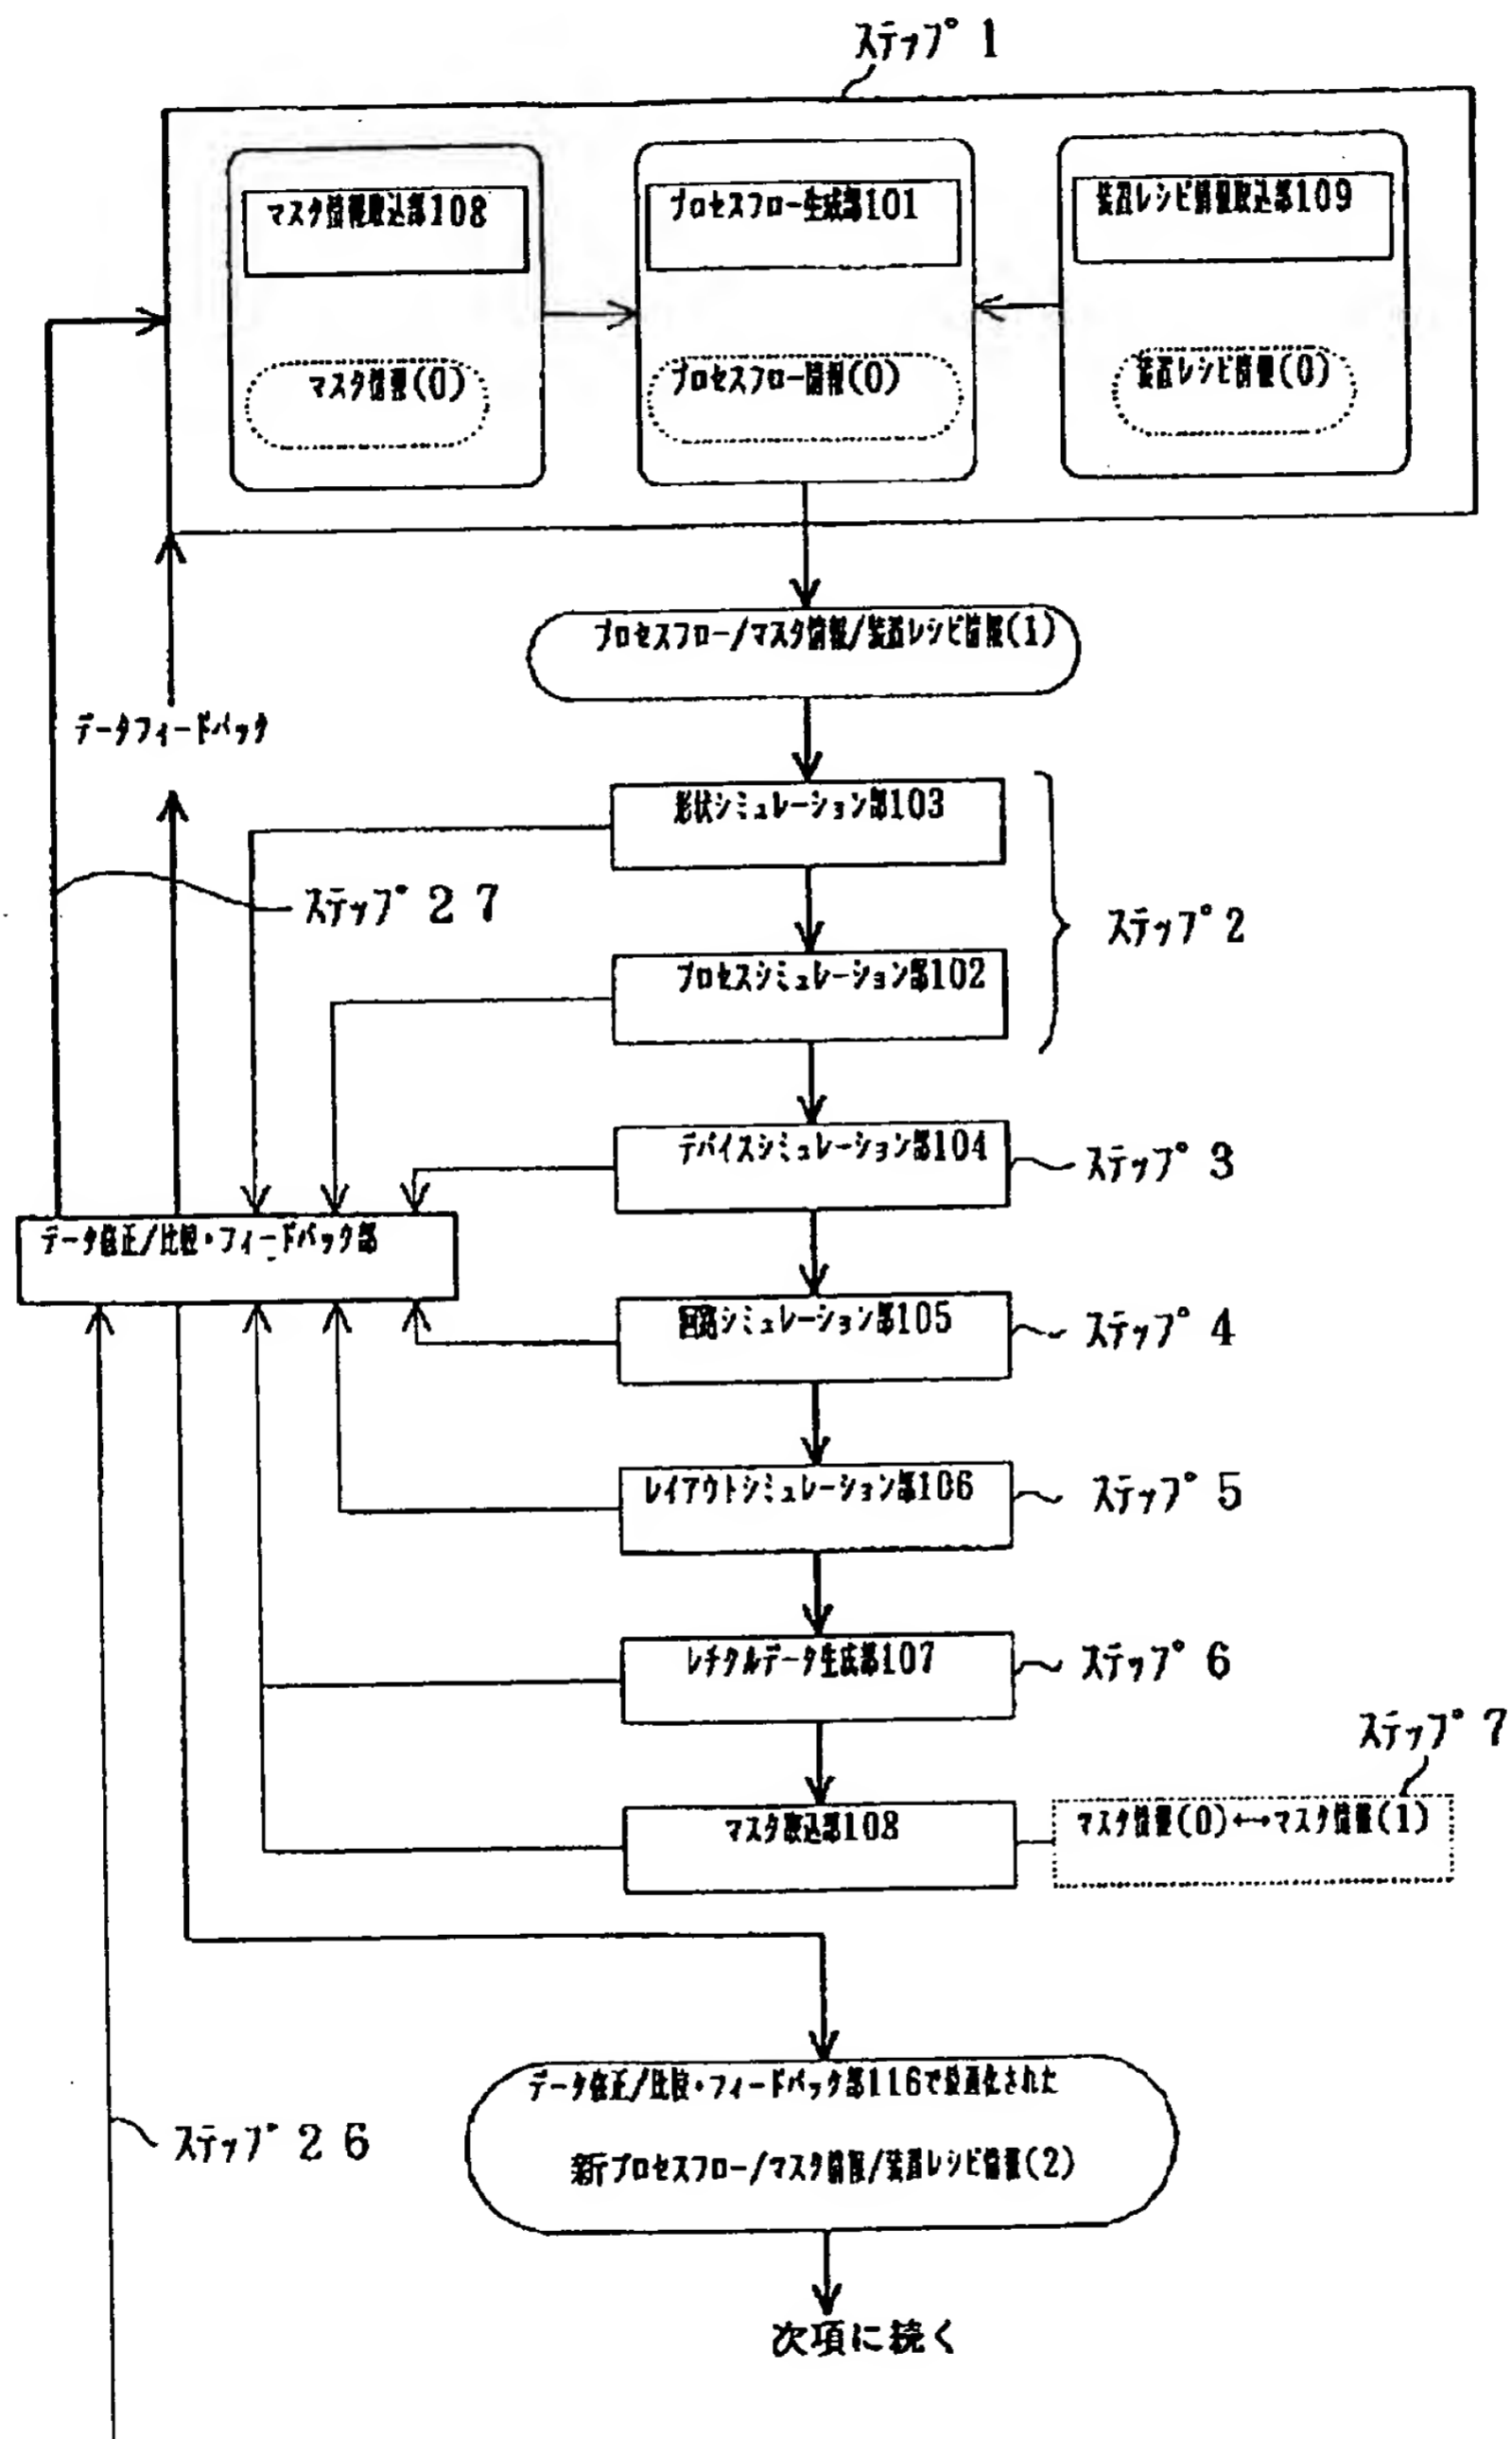 ステップ 1
マスタ情報取込部108
プロセスフロー生成部101
装置レシピ情報取込部109
マスタ情報(0)
プロセスフロー情報(0)
装置レシピ情報(0)
プロセスフロー/マスタ情報/装置レシピ情報(1)
データフィードバック
形状シミュレーション部103
ステップ 27
ステップ 2
プロセスシミュレーション部102
デバイスシミュレーション部104
ステップ 3
データ修正/比較・フィードバック部
回路シミュレーション部105
ステップ 4
レイアウトシミュレーション部106
ステップ 5
レチクルデータ生成部107
ステップ 6
ステップ 7
マスタ取込部108
マスタ情報(0)↔マスタ情報(1)
データ修正/比較・フィードバック部116で最適化された
新プロセスフロー/マスタ情報/装置レシピ情報(2)
ステップ 26
次項に続く